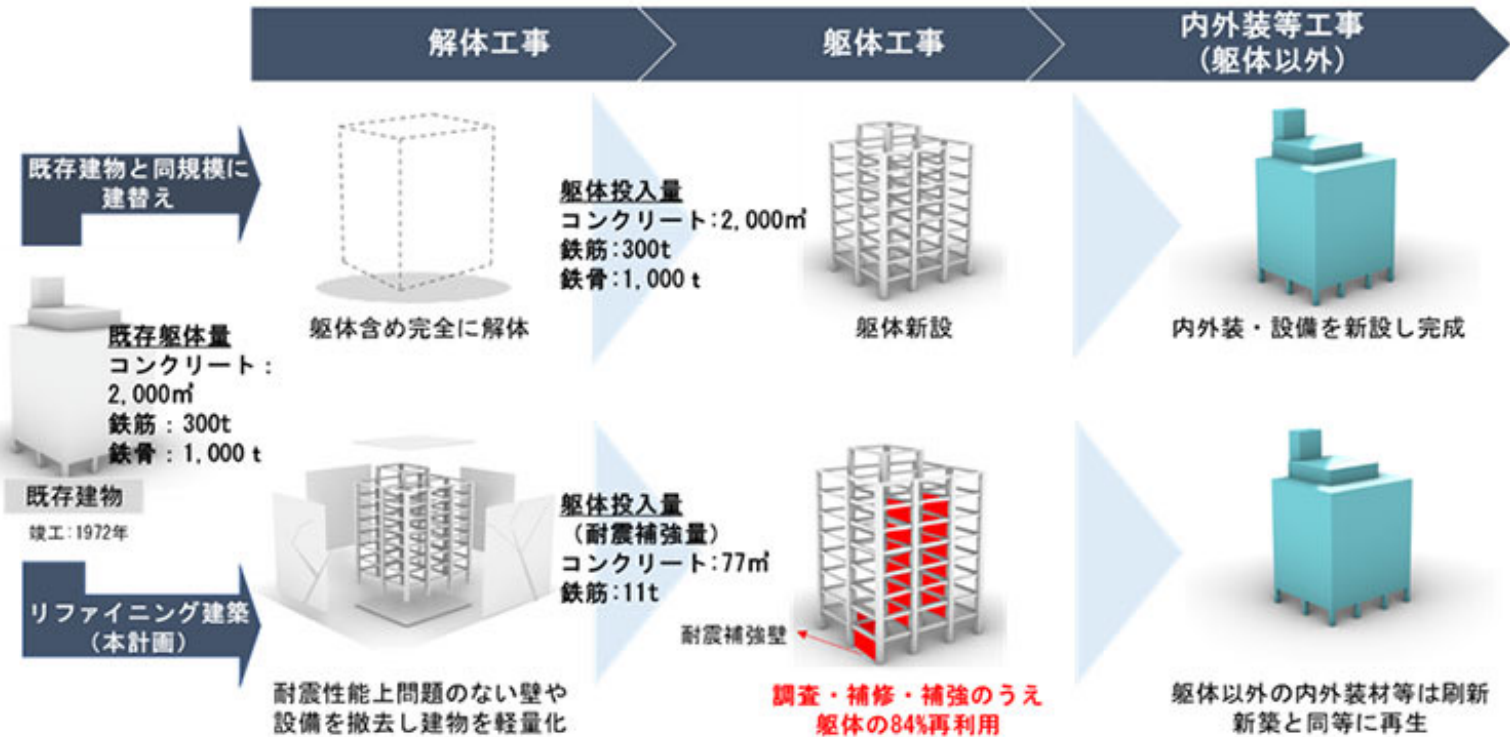 解体工事
躯体工事
内外装等工事
(躯体以外)
既存建物と同規模に
建替え
躯体投入量
コンクリート:2,000㎥
鉄筋:300t
鉄骨:1,000 t
躯体含め完全に解体
躯体新設
内外装・設備を新設し完成
既存躯体量
コンクリート:
2,000㎥
鉄筋:300t
鉄骨:1,000 t
既存建物
竣工:1972年
リファイニング建築
(本計画)
躯体投入量
(耐震補強量)
コンクリート:77㎥
鉄筋:11t
耐震補強壁
耐震性能上問題のない壁や
設備を撤去し建物を軽量化
調査・補修・補強のうえ
躯体の84%再利用
躯体以外の内外装材等は刷新
新築と同等に再生